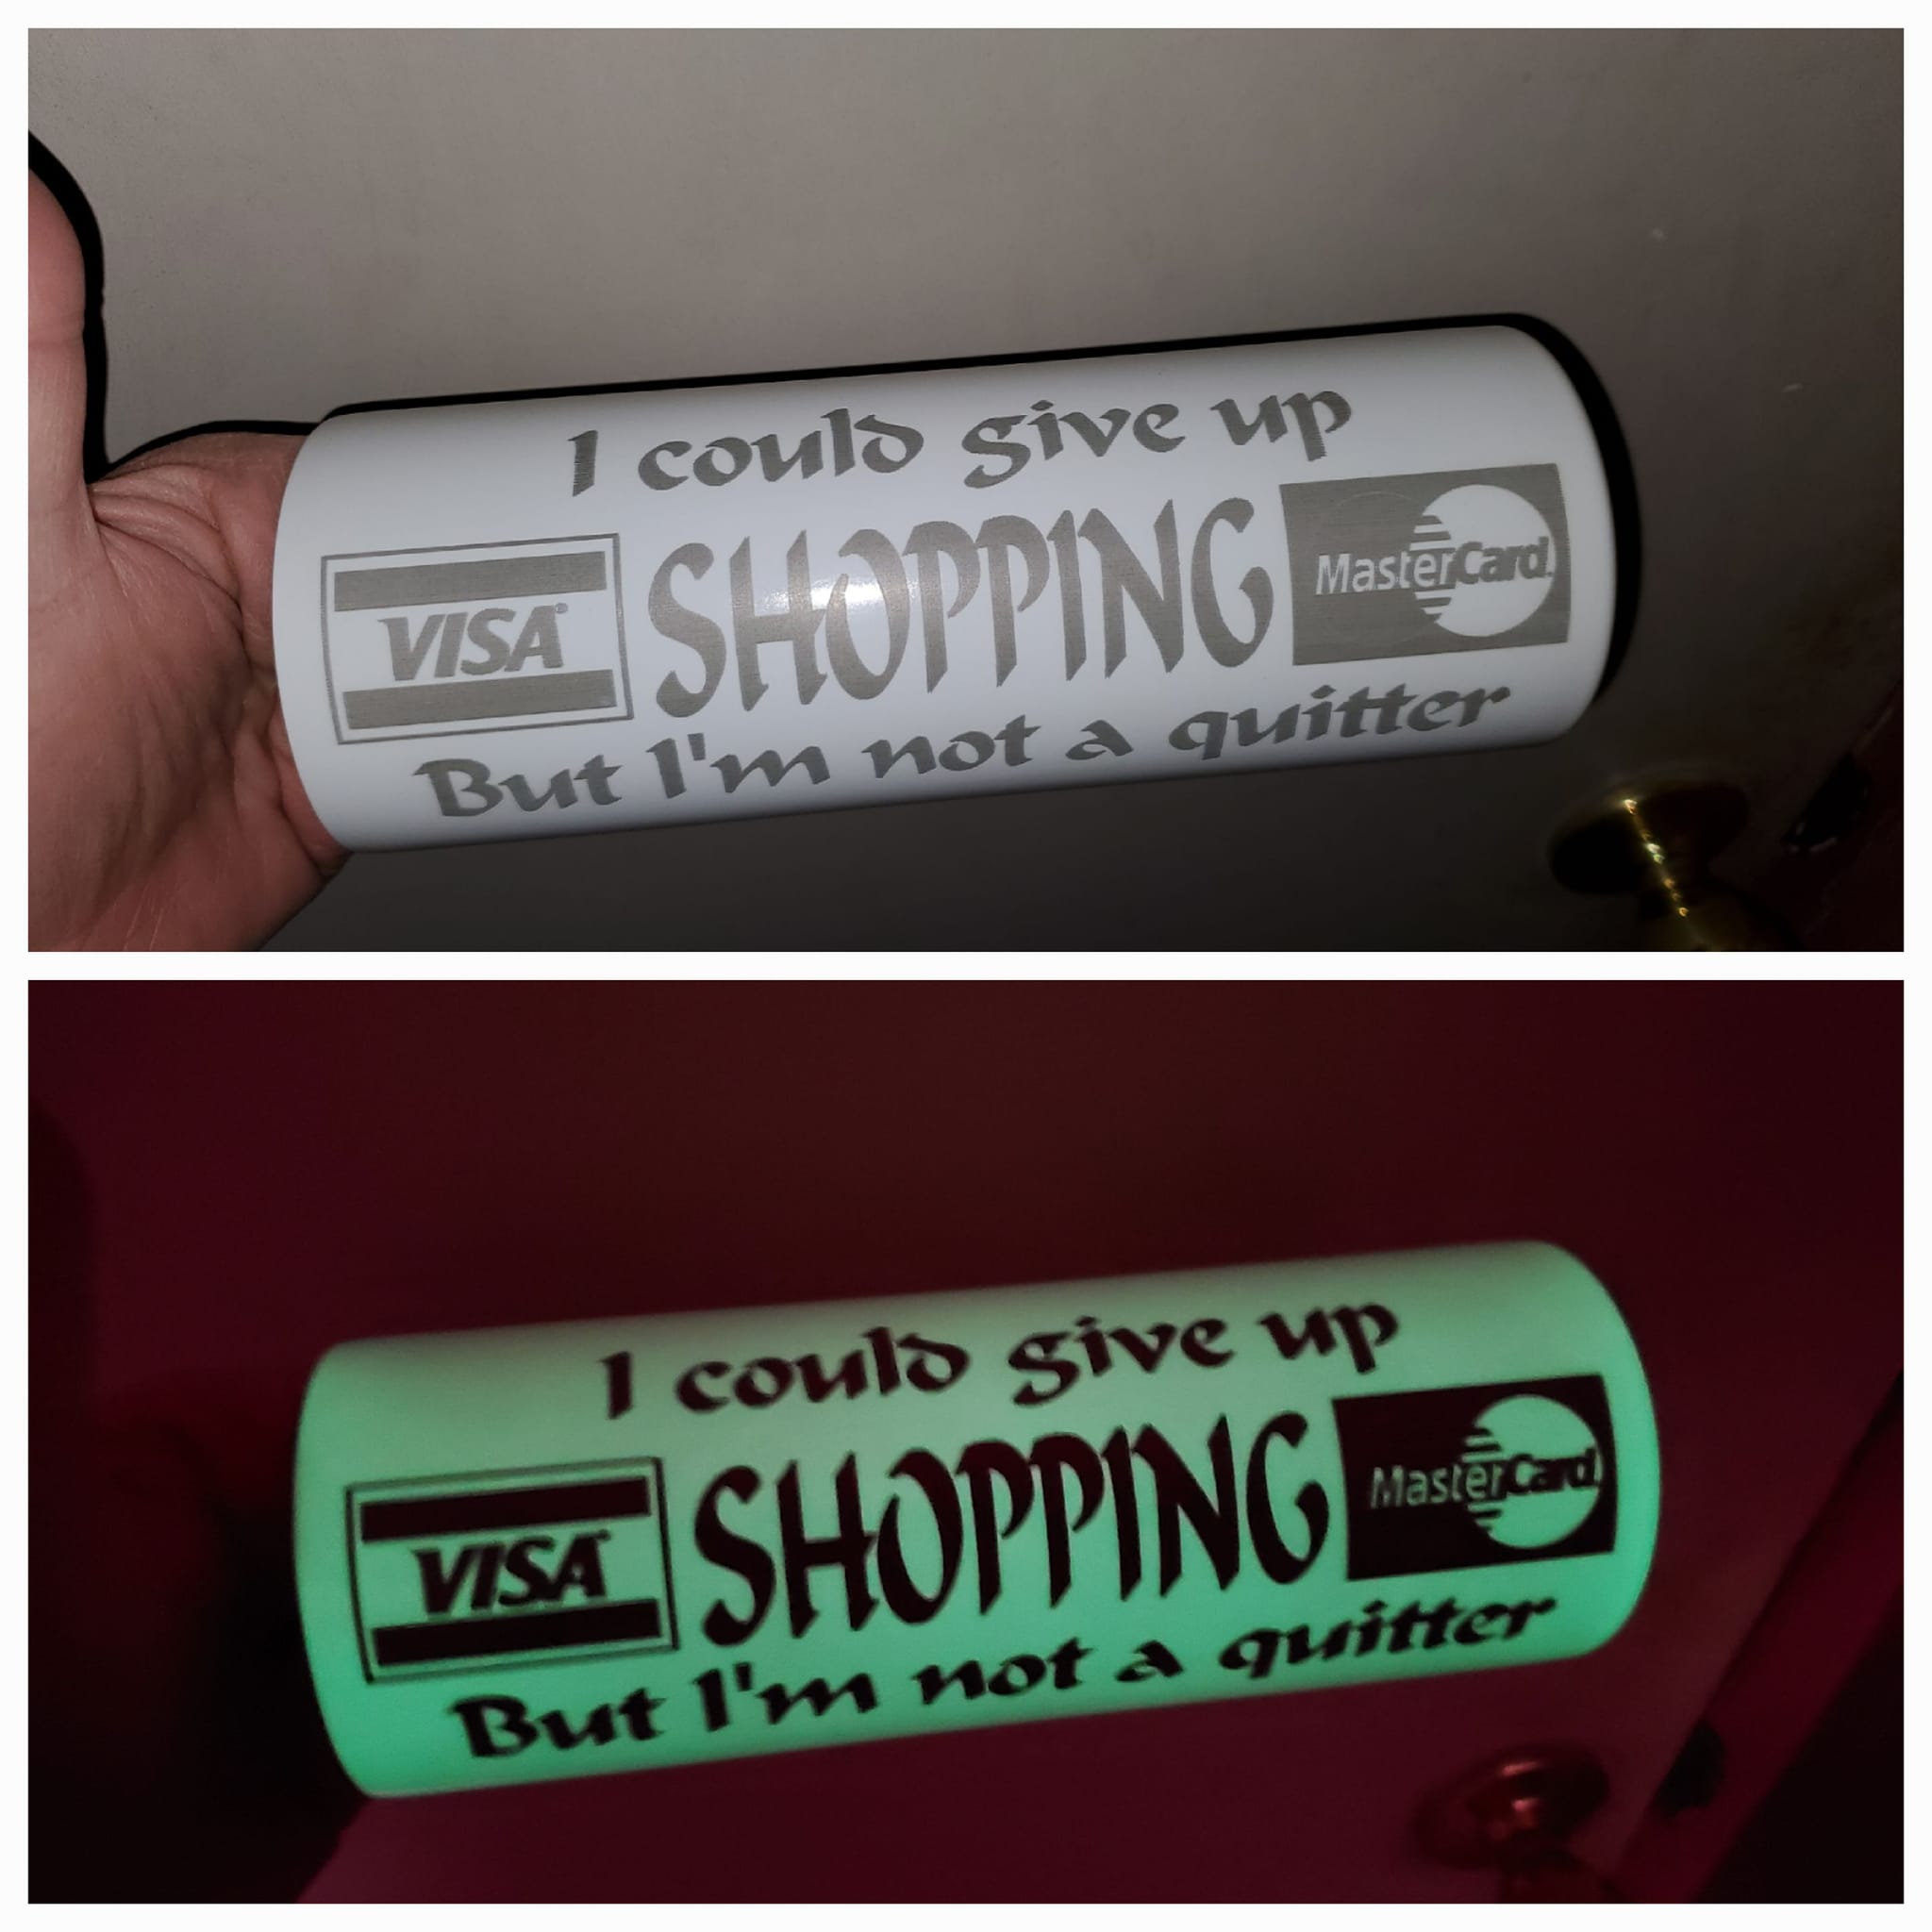 I could give up
VISA SHOPPING MasterCard
But I'm not a quitter
I could give up
VISA SHOPPING MasterCard
But I'm not a quitter